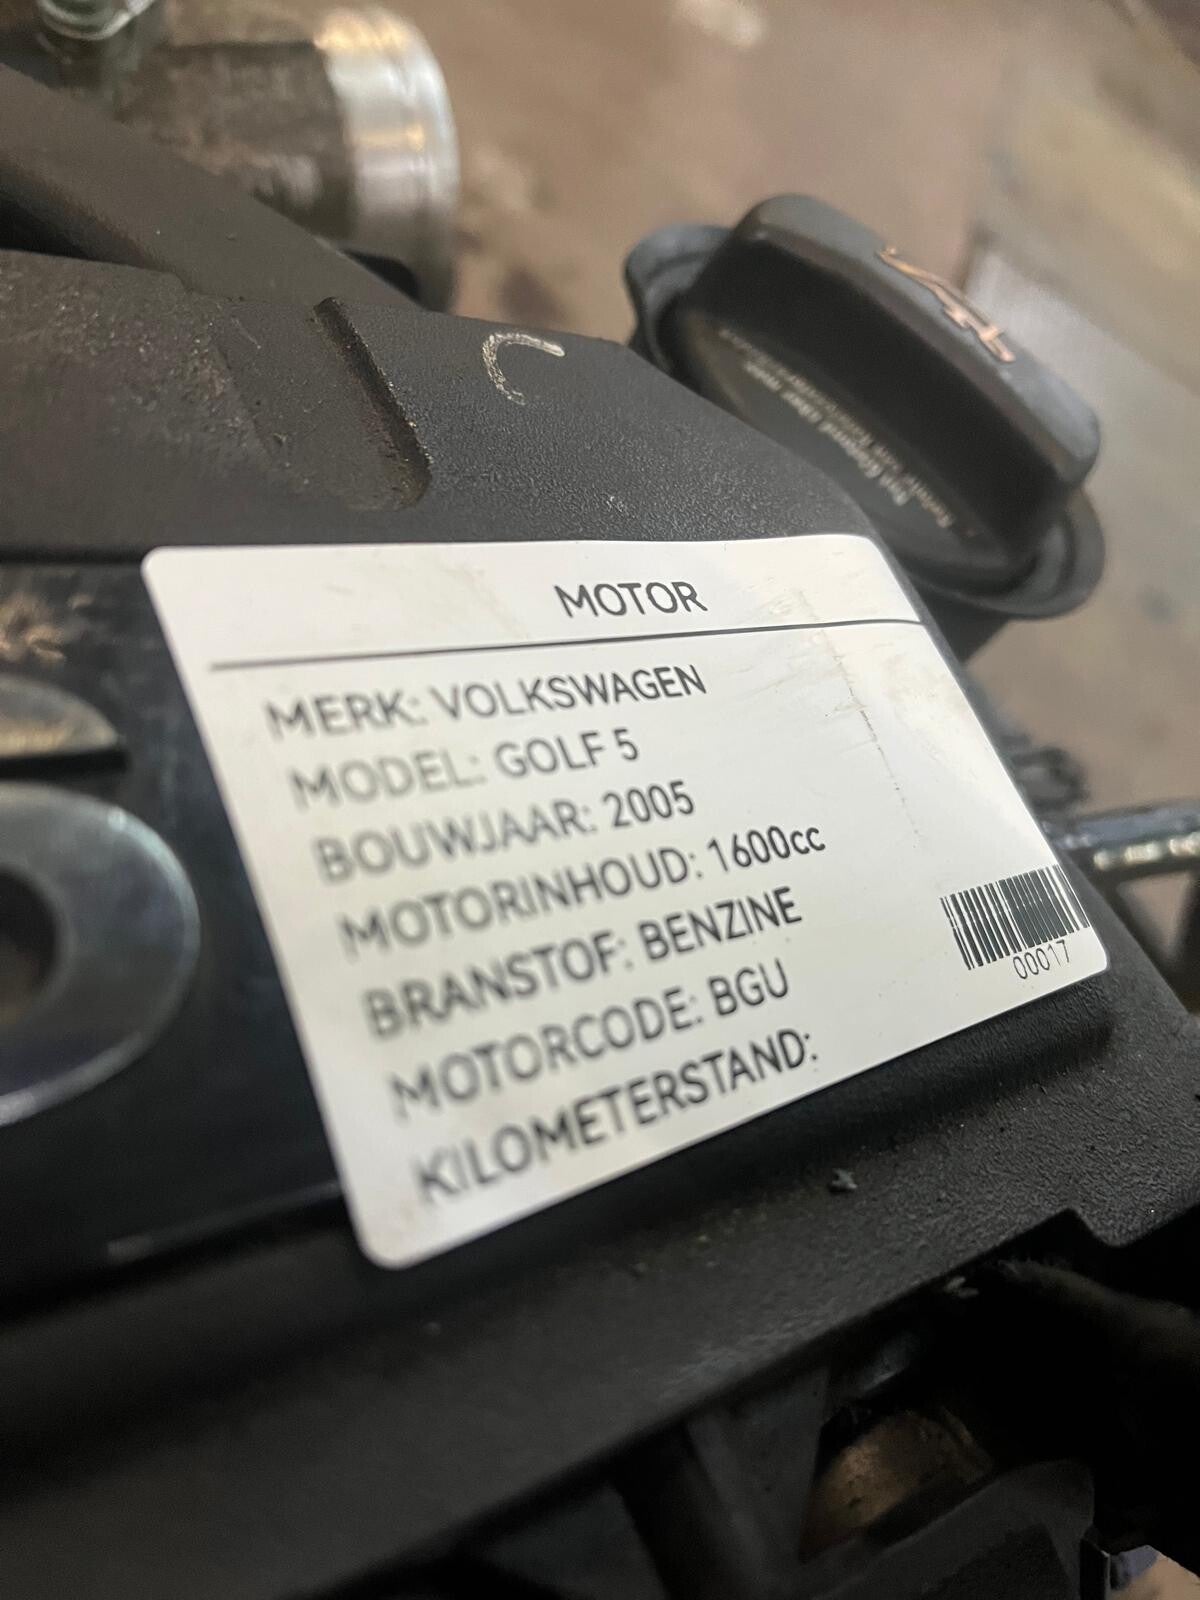 MOTOR
MERK: VOLKSWAGEN
MODEL: GOLF 5
BOUWJAAR: 2005
MOTORINHOUD: 1600cc
BRANSTOF: BENZINE
MOTORCODE: BGU
KILOMETERSTAND:
00017